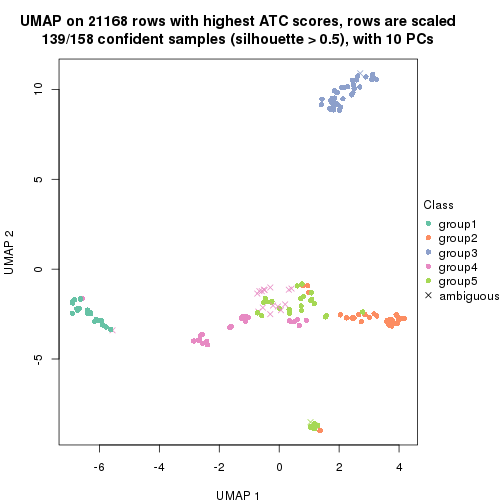 UMAP on 21168 rows with highest ATC scores, rows are scaled
139/158 confident samples (silhouette > 0.5), with 10 PCs
10
5
0
-5
UMAP 2
-6
-4
-2
0
2
4
UMAP 1
Class
group1
group2
group3
group4
group5
ambiguous